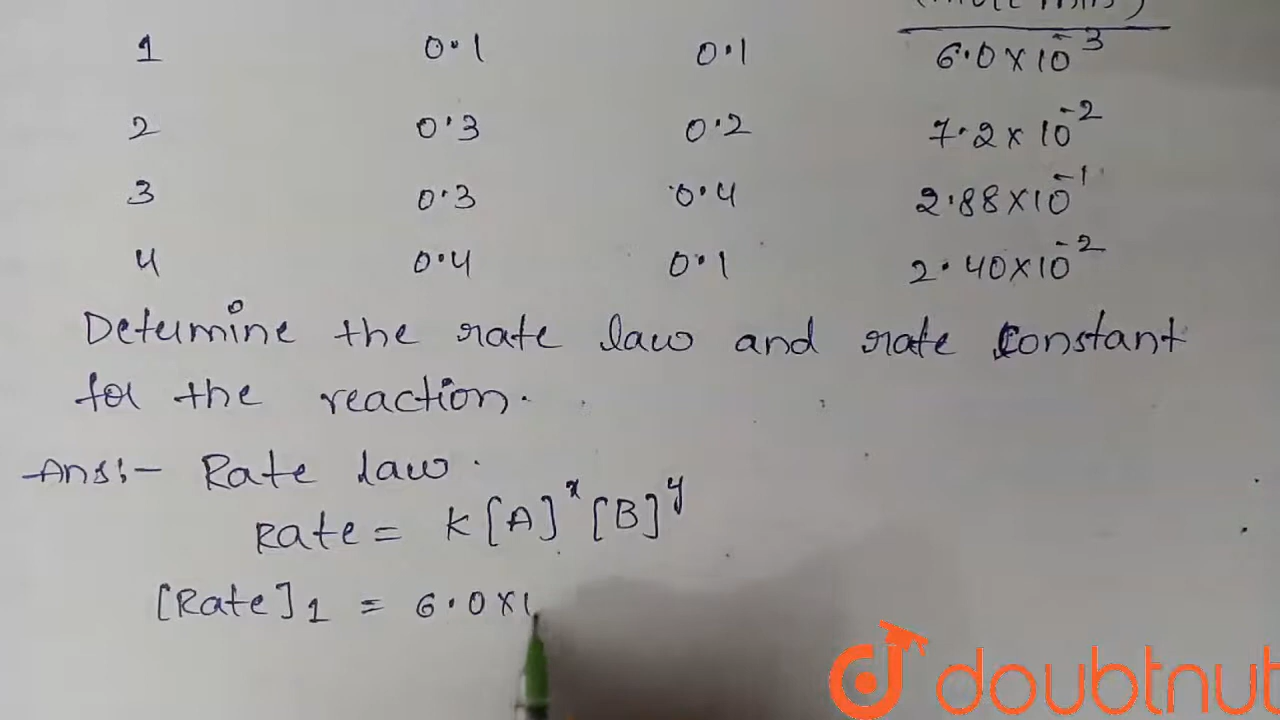 1 0.1 0.1 6.0×10⁻³
2 0.3 0.2 7.2×10⁻²
3 0.3 0.4 2.88×10⁻¹
4 0.4 0.1 2.40×10⁻²
Determine the rate law and rate constant
for the reaction.
Ans:- Rate law.
Rate = K[A]ˣ[B]ʸ
[Rate]₁ = 6.0×1
doubtnut